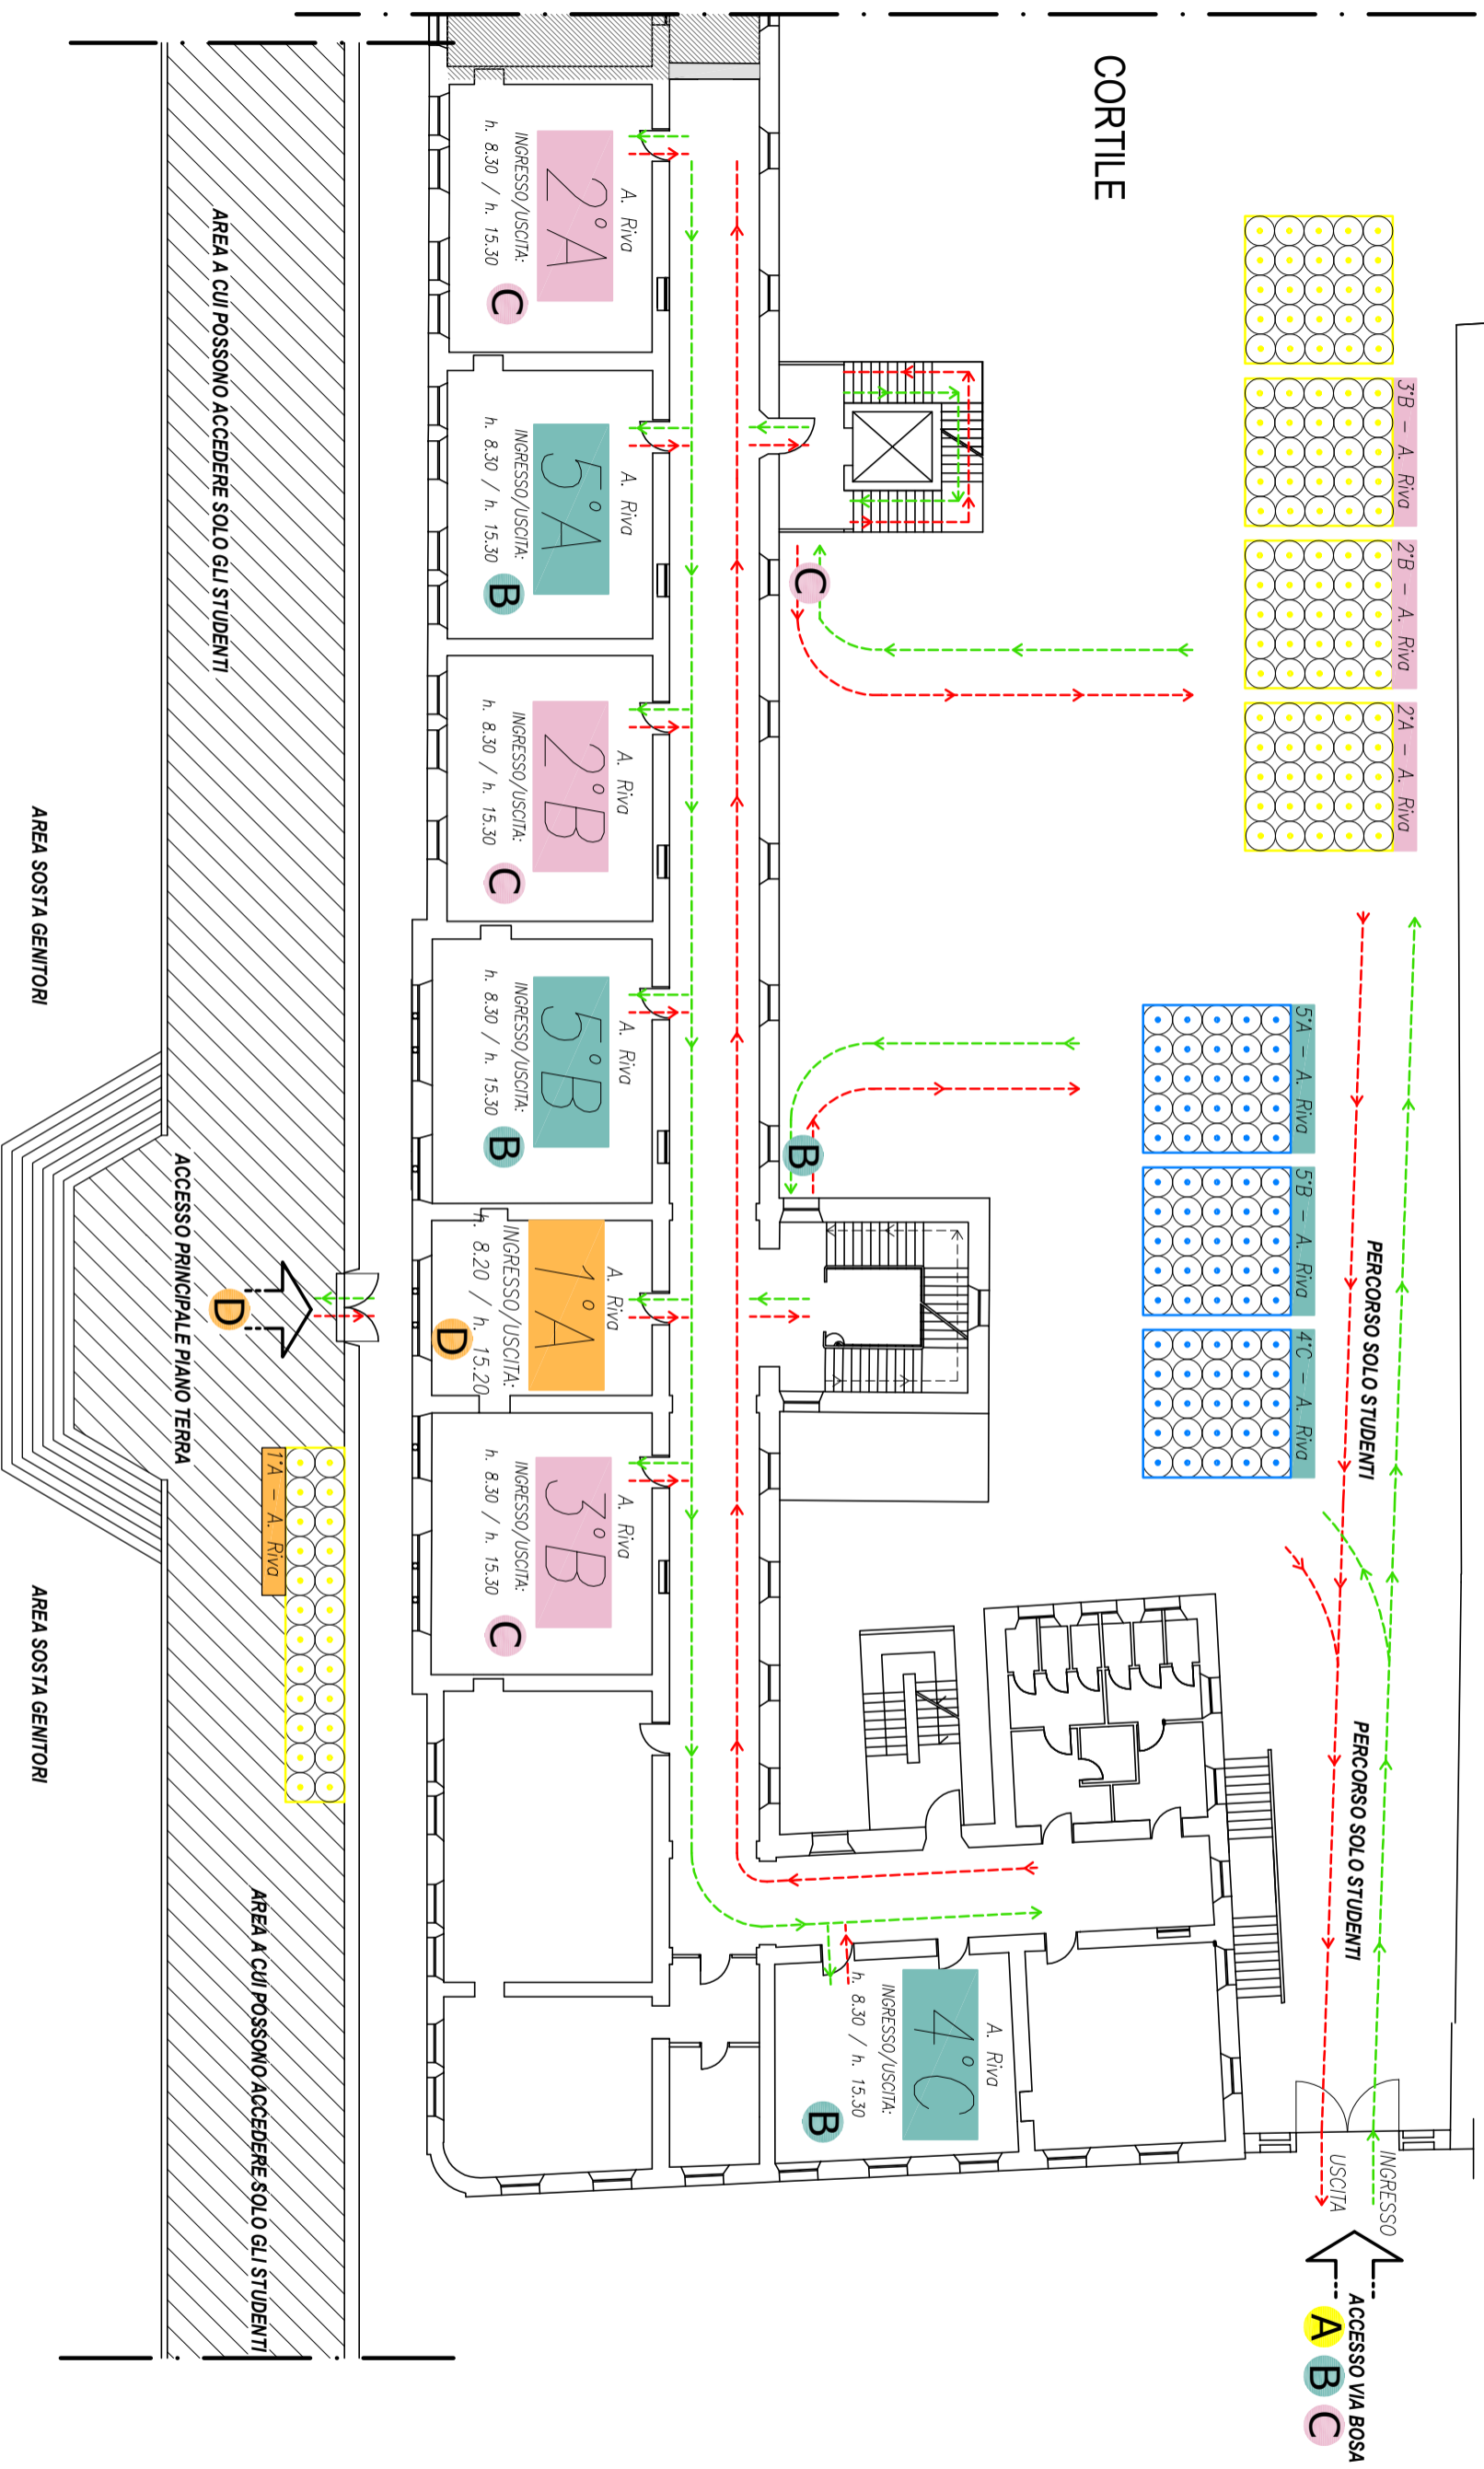 CORTILE
3°B - A. Riva
2°B - A. Riva
2°A - A. Riva
5°A - A. Riva
5°B - A. Riva
4°C - A. Riva
PERCORSO SOLO STUDENTI
PERCORSO SOLO STUDENTI
INGRESSO
USCITA
ACCESSO VIA BOSA
A B C
C
B
A. Riva
2°A
INGRESSO/USCITA:
h. 8.30 / h. 15.30
C
A. Riva
5°A
INGRESSO/USCITA:
h. 8.30 / h. 15.30
B
A. Riva
2°B
INGRESSO/USCITA:
h. 8.30 / h. 15.30
C
A. Riva
5°B
INGRESSO/USCITA:
h. 8.30 / h. 15.30
B
A. Riva
1°A
INGRESSO/USCITA:
h. 8.20 / h. 15.20
D
A. Riva
3°B
INGRESSO/USCITA:
h. 8.30 / h. 15.30
C
A. Riva
4°C
INGRESSO/USCITA:
h. 8.30 / h. 15.30
B
AREA A CUI POSSONO ACCEDERE SOLO GLI STUDENTI
D
ACCESSO PRINCIPALE PIANO TERRA
1°A - A. Riva
AREA A CUI POSSONO ACCEDERE SOLO GLI STUDENTI
AREA SOSTA GENITORI
AREA SOSTA GENITORI